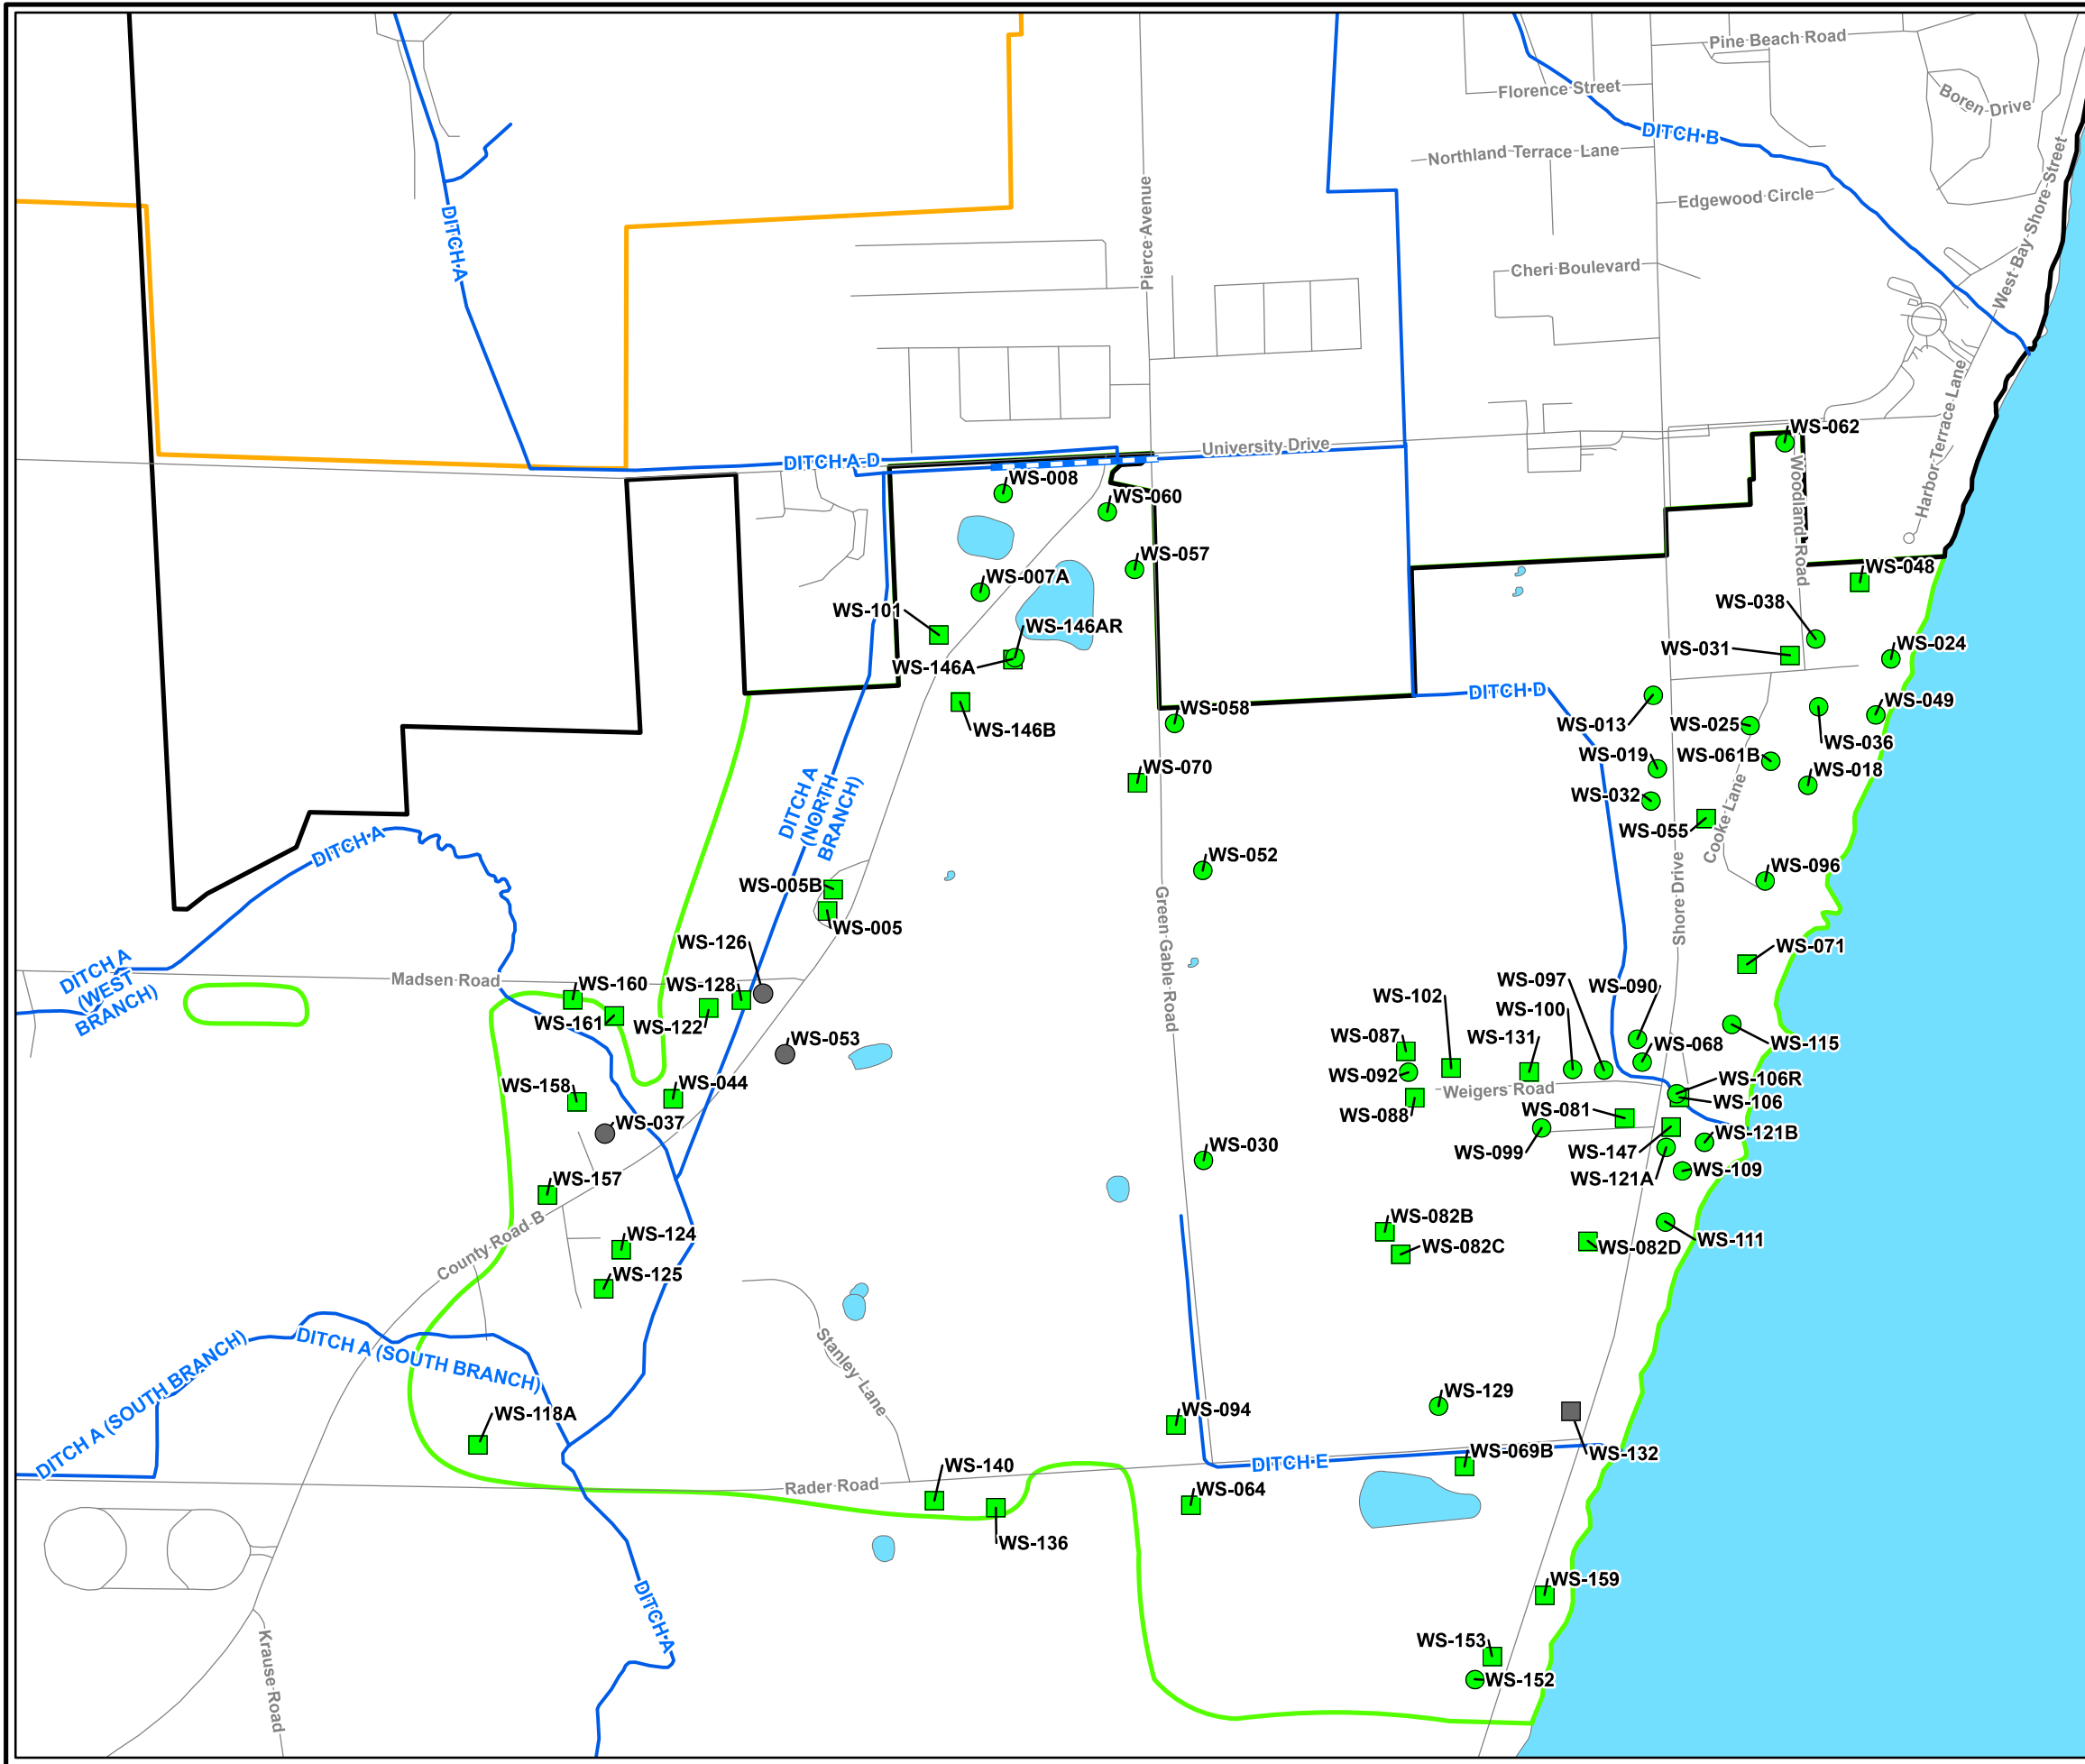 Pine Beach Road
Florence Street
Boren Drive
DITCH B
Northland Terrace Lane
Edgewood Circle
West Bay Shore Street
Pierce Avenue
DITCH A
Cheri Boulevard
Harbor Terrace Lane
WS-062
University Drive
DITCH A-D
WS-008
WS-060
Woodland Road
WS-057
WS-048
WS-007A
WS-038
WS-101
WS-146AR
WS-031
WS-024
WS-146A
DITCH D
WS-058
WS-049
WS-013
WS-025
WS-146B
WS-036
WS-019
WS-061B
WS-070
WS-018
DITCH A
(NORTH
BRANCH)
WS-032
WS-055
Cooke Lane
DITCH A
WS-052
WS-096
WS-005B
Shore Drive
WS-005
Green Gable Road
WS-126
WS-071
DITCH A
(WEST
BRANCH)
Madsen Road
WS-160
WS-128
WS-097
WS-090
WS-102
WS-100
WS-161
WS-122
WS-087
WS-131
WS-053
WS-068
WS-115
WS-092
WS-158
WS-044
Weigers Road
WS-106R
WS-106
WS-088
WS-081
WS-037
WS-121B
WS-030
WS-099
WS-147
WS-109
WS-157
WS-121A
WS-082B
County Road B
WS-124
WS-082C
WS-082D
WS-111
WS-125
DITCH A (SOUTH BRANCH)
DITCH A (SOUTH BRANCH)
Stanley Lane
WS-129
WS-118A
WS-094
WS-069B
WS-132
DITCH E
WS-140
Rader Road
WS-064
WS-136
WS-159
DITCH A
WS-153
Krause Road
WS-152